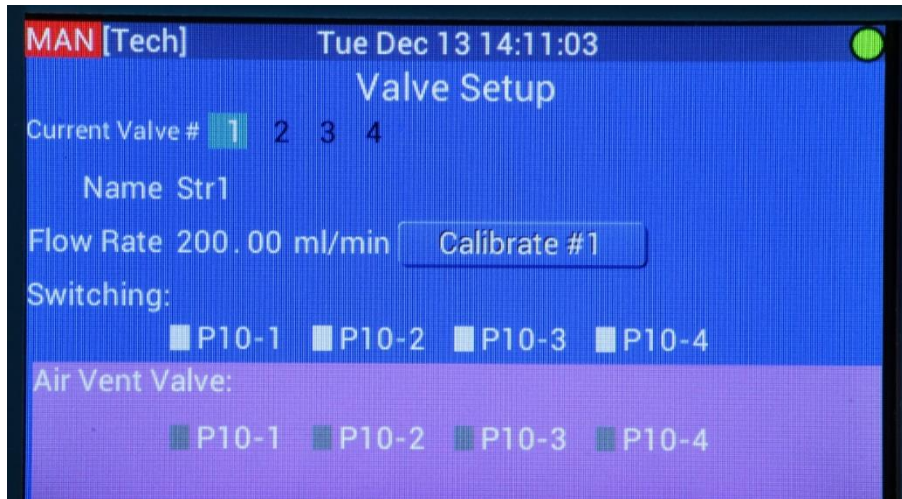 MAN [Tech] Tue Dec 13 14:11:03
Valve Setup
Current Valve # 1 2 3 4
Name Str1
Flow Rate 200.00 ml/min Calibrate #1
Switching:
P10-1 P10-2 P10-3 P10-4
Air Vent Valve:
P10-1 P10-2 P10-3 P10-4